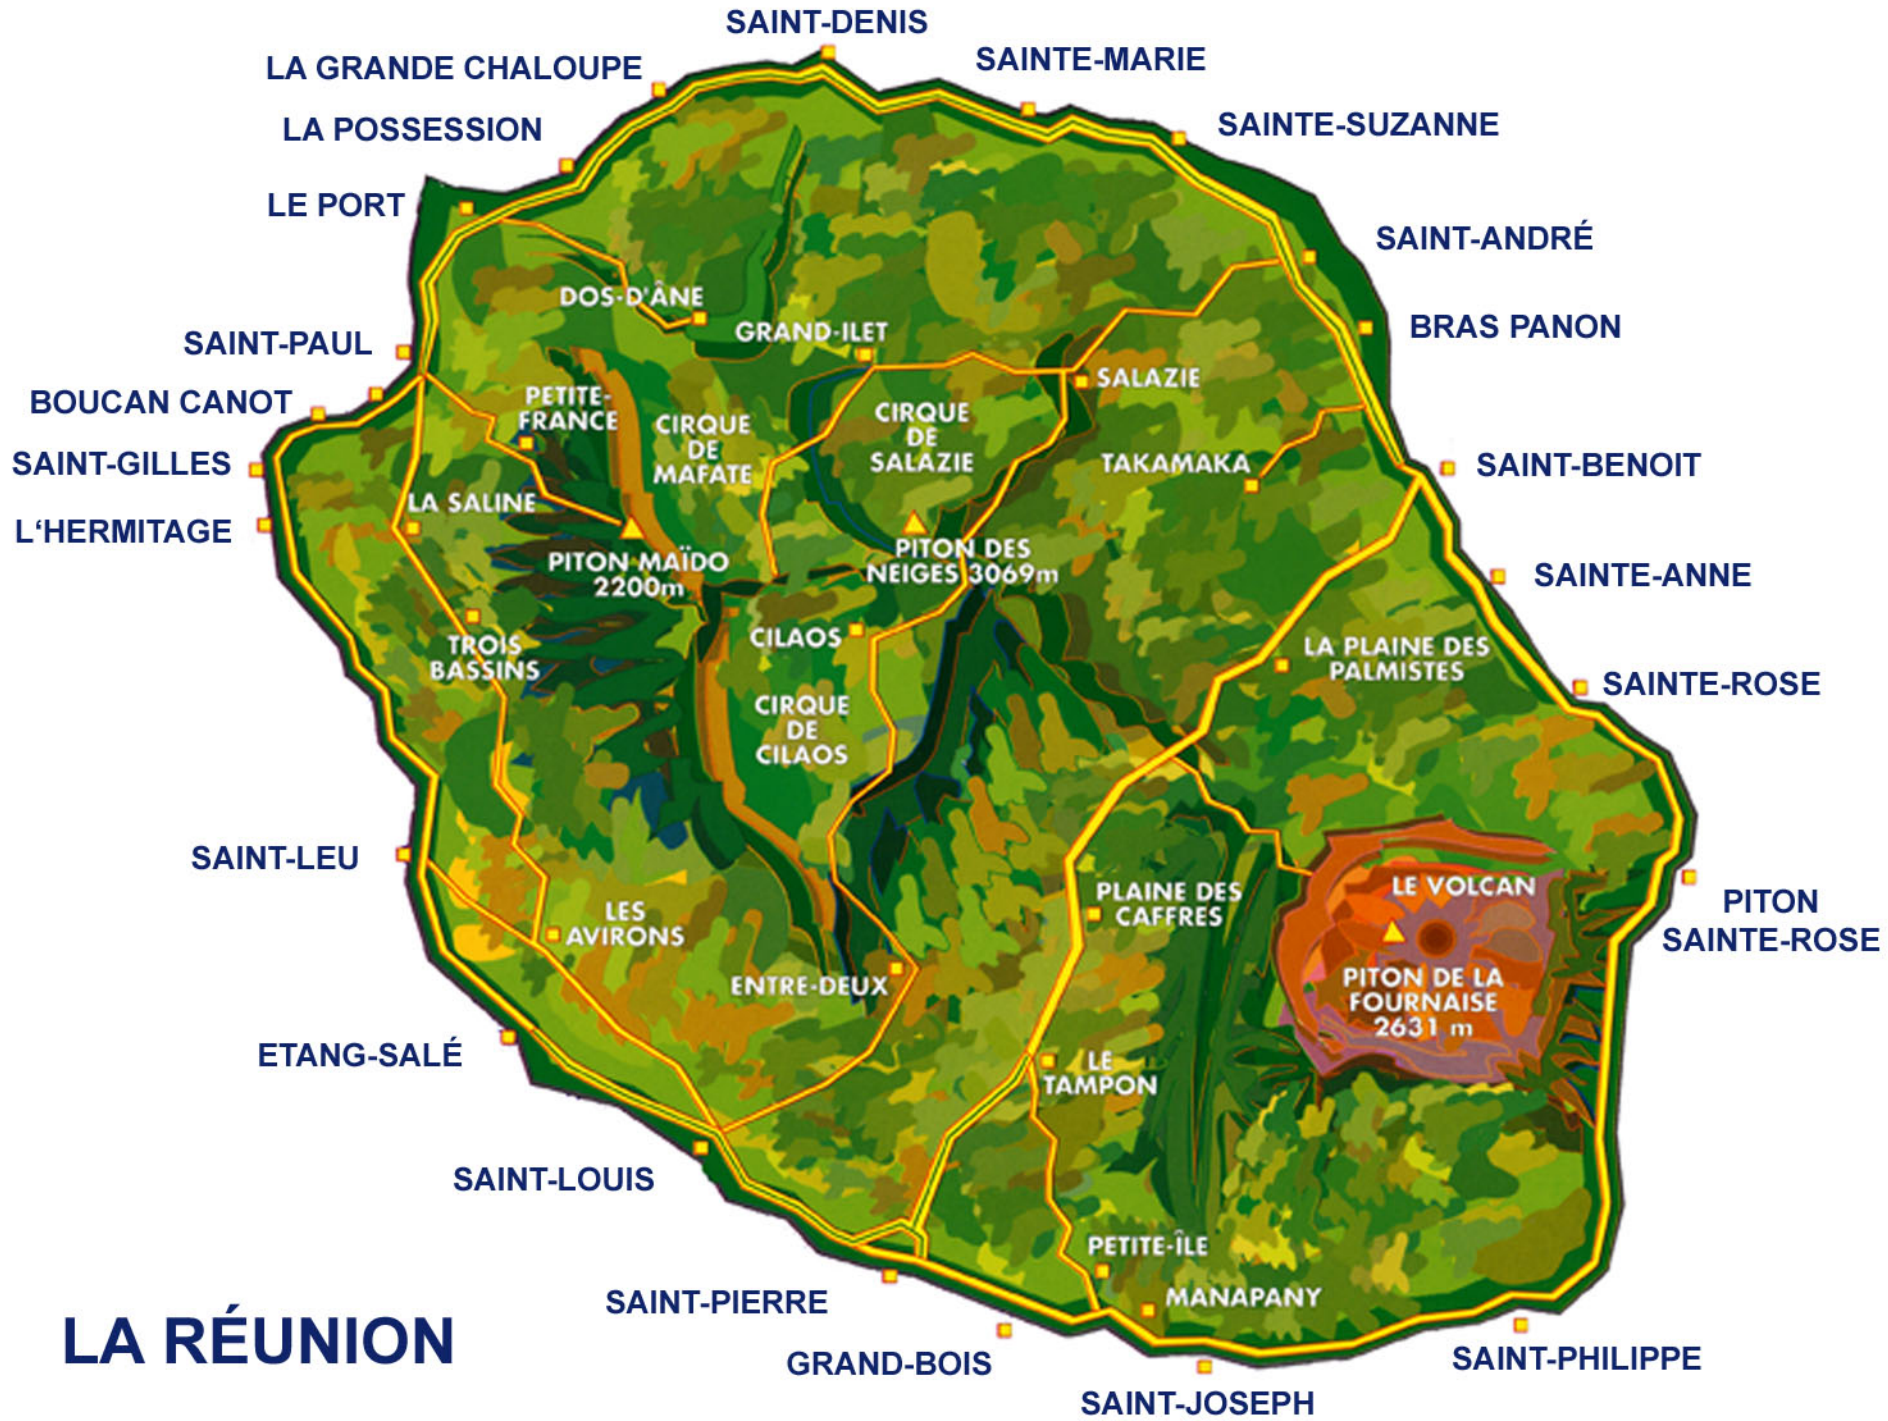 SAINT-DENIS
SAINTE-MARIE
LA GRANDE CHALOUPE
SAINTE-SUZANNE
LA POSSESSION
LE PORT
SAINT-ANDRÉ
DOS-D'ÂNE
GRAND-ILET
BRAS PANON
SAINT-PAUL
SALAZIE
BOUCAN CANOT
PETITE-
FRANCE
CIRQUE
DE
MAFATE
CIRQUE
DE
SALAZIE
SAINT-GILLES
TAKAMAKA
SAINT-BENOIT
LA SALINE
L‘HERMITAGE
PITON MAÏDO
2200m
PITON DES
NEIGES 3069m
SAINTE-ANNE
CILAOS
TROIS
BASSINS
LA PLAINE DES
PALMISTES
SAINTE-ROSE
CIRQUE
DE
CILAOS
SAINT-LEU
PLAINE DES
CAFFRES
LE VOLCAN
PITON
SAINTE-ROSE
LES
AVIRONS
ENTRE-DEUX
PITON DE LA
FOURNAISE
2631 m
ETANG-SALÉ
LE
TAMPON
SAINT-LOUIS
PETITE-ÎLE
MANAPANY
SAINT-PIERRE
LA RÉUNION
GRAND-BOIS
SAINT-PHILIPPE
SAINT-JOSEPH